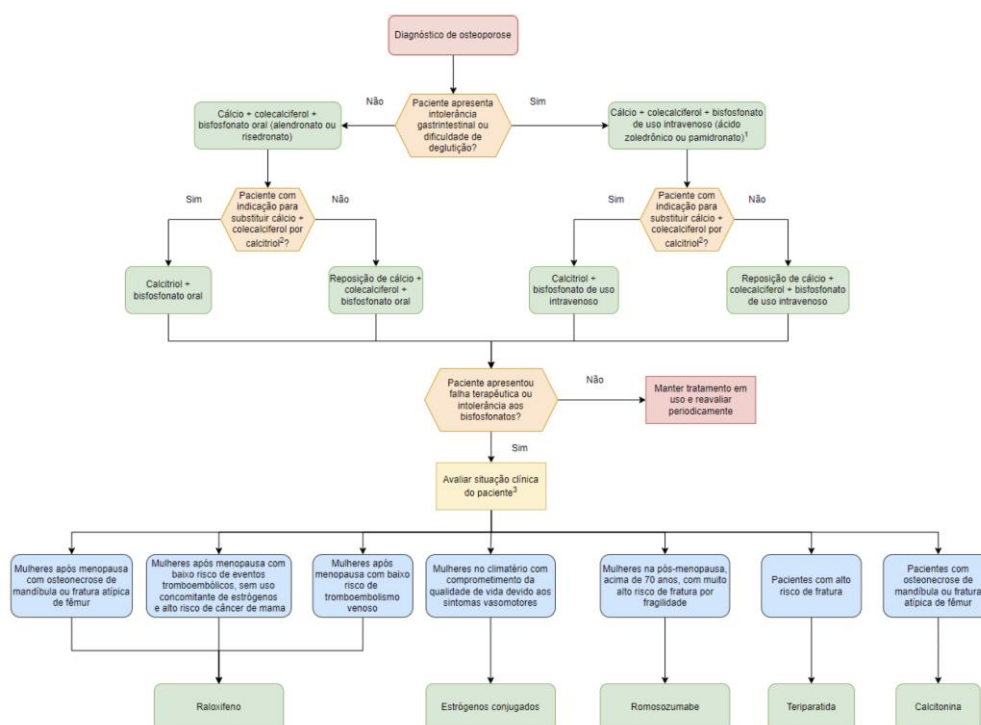 Diagnóstico de osteoporose
Não
Sim
Cálcio + colecalciferol +
bisfosfonato oral (alendronato ou
risedronato)
Paciente apresenta
intolerância
gastrintestinal ou
dificuldade de
deglutição?
Cálcio + colecalciferol + bisfosfonato
de uso intravenoso (ácido
zoledrônico ou pamidronato)¹
Sim
Paciente com
indicação para
substituir cálcio +
colecalciferol por
calcitriol²?
Não
Sim
Paciente com
indicação para
substituir cálcio +
colecalciferol por
calcitriol²?
Não
Calcitriol +
bisfosfonato oral
Reposição de cálcio +
colecalciferol +
bisfosfonato oral
Calcitriol +
bisfosfonato de uso
intravenoso
Reposição de cálcio +
colecalciferol + bisfosfonato
de uso intravenoso
Paciente apresentou
falha terapêutica ou
intolerância aos
bisfosfonatos?
Não
Manter tratamento em
uso e reavaliar
periodicamente
Sim
Avaliar situação clínica
do paciente³
Mulheres após menopausa
com osteonecrose de
mandíbula ou fratura atípica
de fêmur
Mulheres após menopausa com
baixo risco de eventos
tromboembólicos, sem uso
concomitante de estrógenos
e alto risco de câncer de mama
Mulheres após
menopausa com baixo
risco de
tromboembolismo
venoso
Mulheres no climatério com
comprometimento da
qualidade de vida devido aos
sintomas vasomotores
Mulheres na pós-menopausa,
acima de 70 anos, com muito
alto risco de fratura por
fragilidade
Pacientes com alto
risco de fratura
Pacientes com
osteonecrose de
mandíbula ou fratura
atípica de fêmur
Raloxifeno
Estrógenos conjugados
Romosozumabe
Teriparatida
Calcitonina